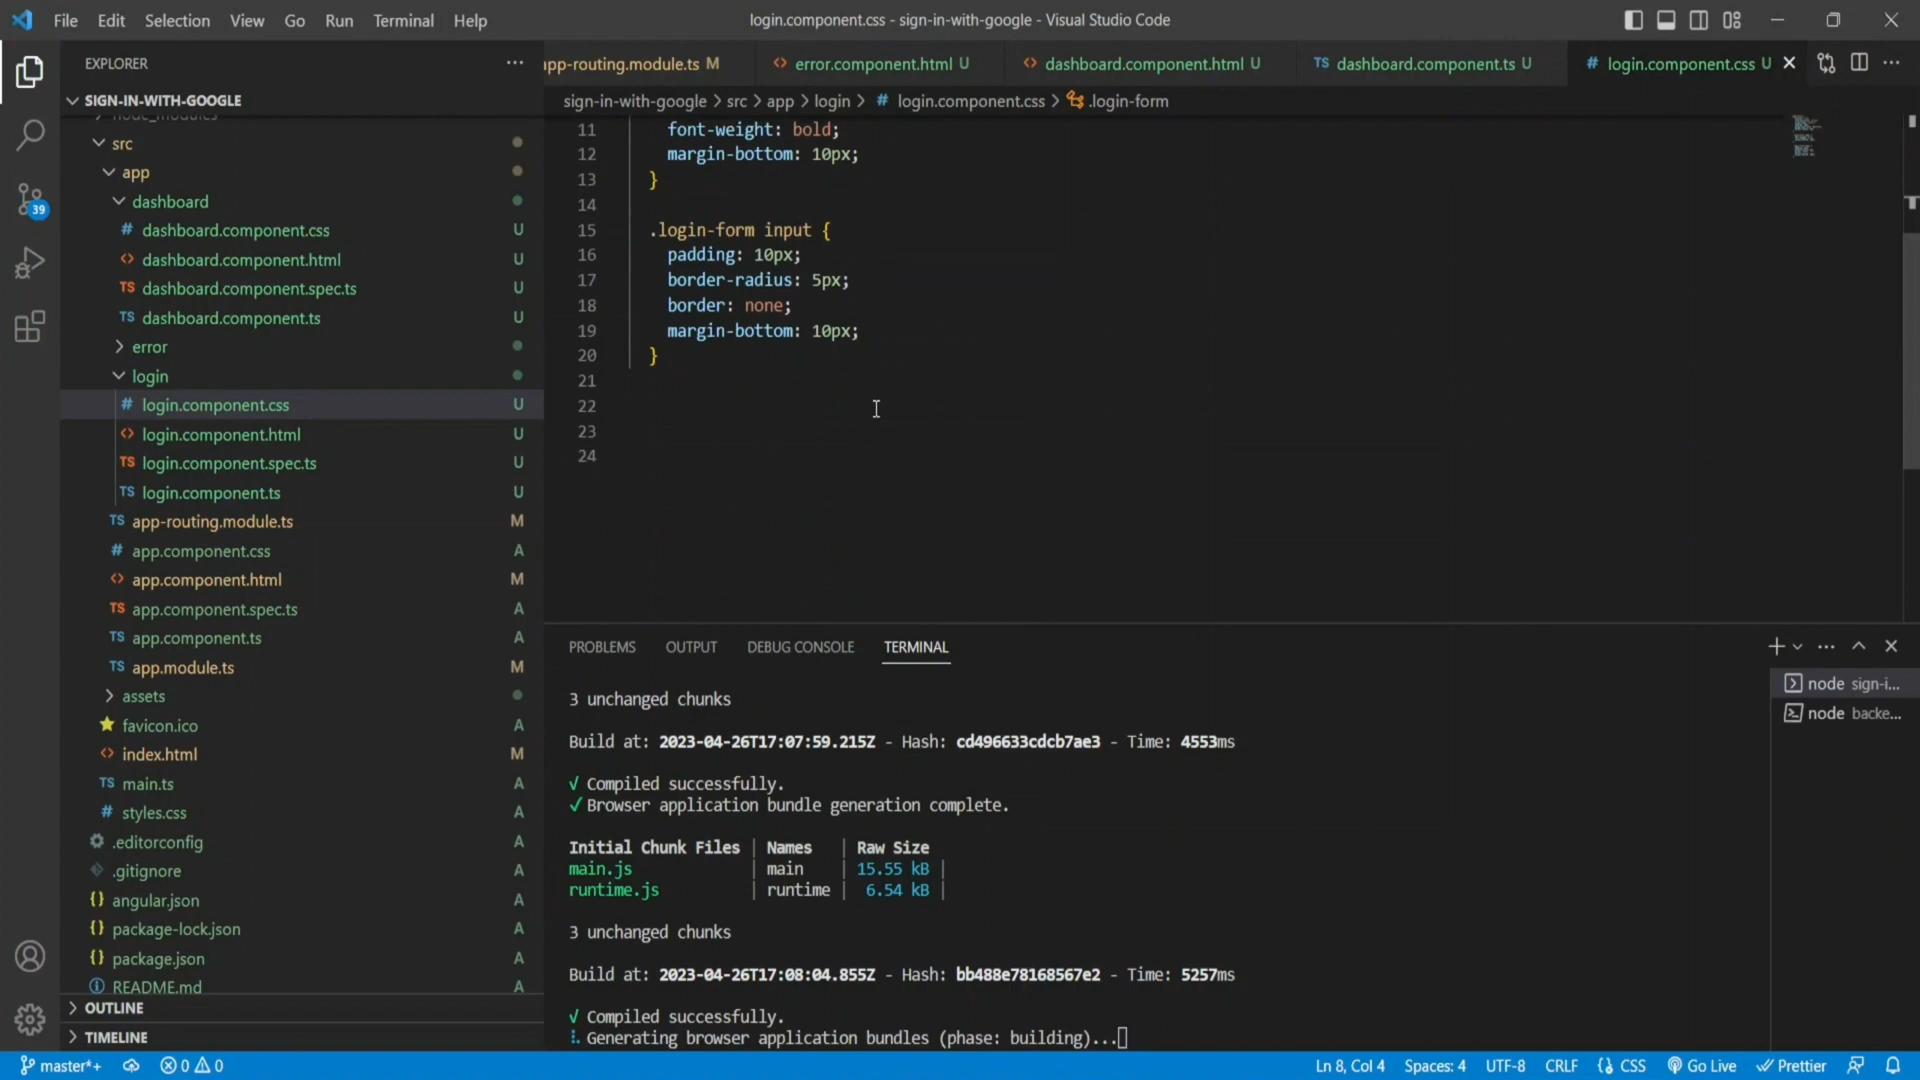 File Edit Selection View Go Run Terminal Help
login.component.css - sign-in-with-google - Visual Studio Code
EXPLORER
SIGN-IN-WITH-GOOGLE
node_modules
src
app
dashboard
# dashboard.component.css U
<> dashboard.component.html U
TS dashboard.component.spec.ts U
TS dashboard.component.ts U
error
login
# login.component.css U
<> login.component.html U
TS login.component.spec.ts U
TS login.component.ts U
TS app-routing.module.ts M
# app.component.css A
<> app.component.html M
TS app.component.spec.ts A
TS app.component.ts A
TS app.module.ts M
assets
favicon.ico A
<> index.html M
TS main.ts A
# styles.css A
.editorconfig A
.gitignore A
{} angular.json A
{} package-lock.json A
{} package.json A
README.md A
OUTLINE
TIMELINE
39
app-routing.module.ts M
<> error.component.html U
<> dashboard.component.html U
TS dashboard.component.ts U
# login.component.css U
sign-in-with-google > src > app > login > # login.component.css > .login-form
11 font-weight: bold;
12 margin-bottom: 10px;
13 }
14
15 .login-form input {
16 padding: 10px;
17 border-radius: 5px;
18 border: none;
19 margin-bottom: 10px;
20 }
21
22
23
24
PROBLEMS OUTPUT DEBUG CONSOLE TERMINAL
3 unchanged chunks
Build at: 2023-04-26T17:07:59.215Z - Hash: cd496633cdcb7ae3 - Time: 4553ms
√ Compiled successfully.
✓ Browser application bundle generation complete.
Initial Chunk Files | Names | Raw Size
main.js | main | 15.55 kB |
runtime.js | runtime | 6.54 kB |
3 unchanged chunks
Build at: 2023-04-26T17:08:04.855Z - Hash: bb488e78168567e2 - Time: 5257ms
√ Compiled successfully.
Generating browser application bundles (phase: building)...
node sign-i...
node backe...
master*+
0 0
Ln 8, Col 4 Spaces: 4 UTF-8 CRLF {} CSS Go Live Prettier